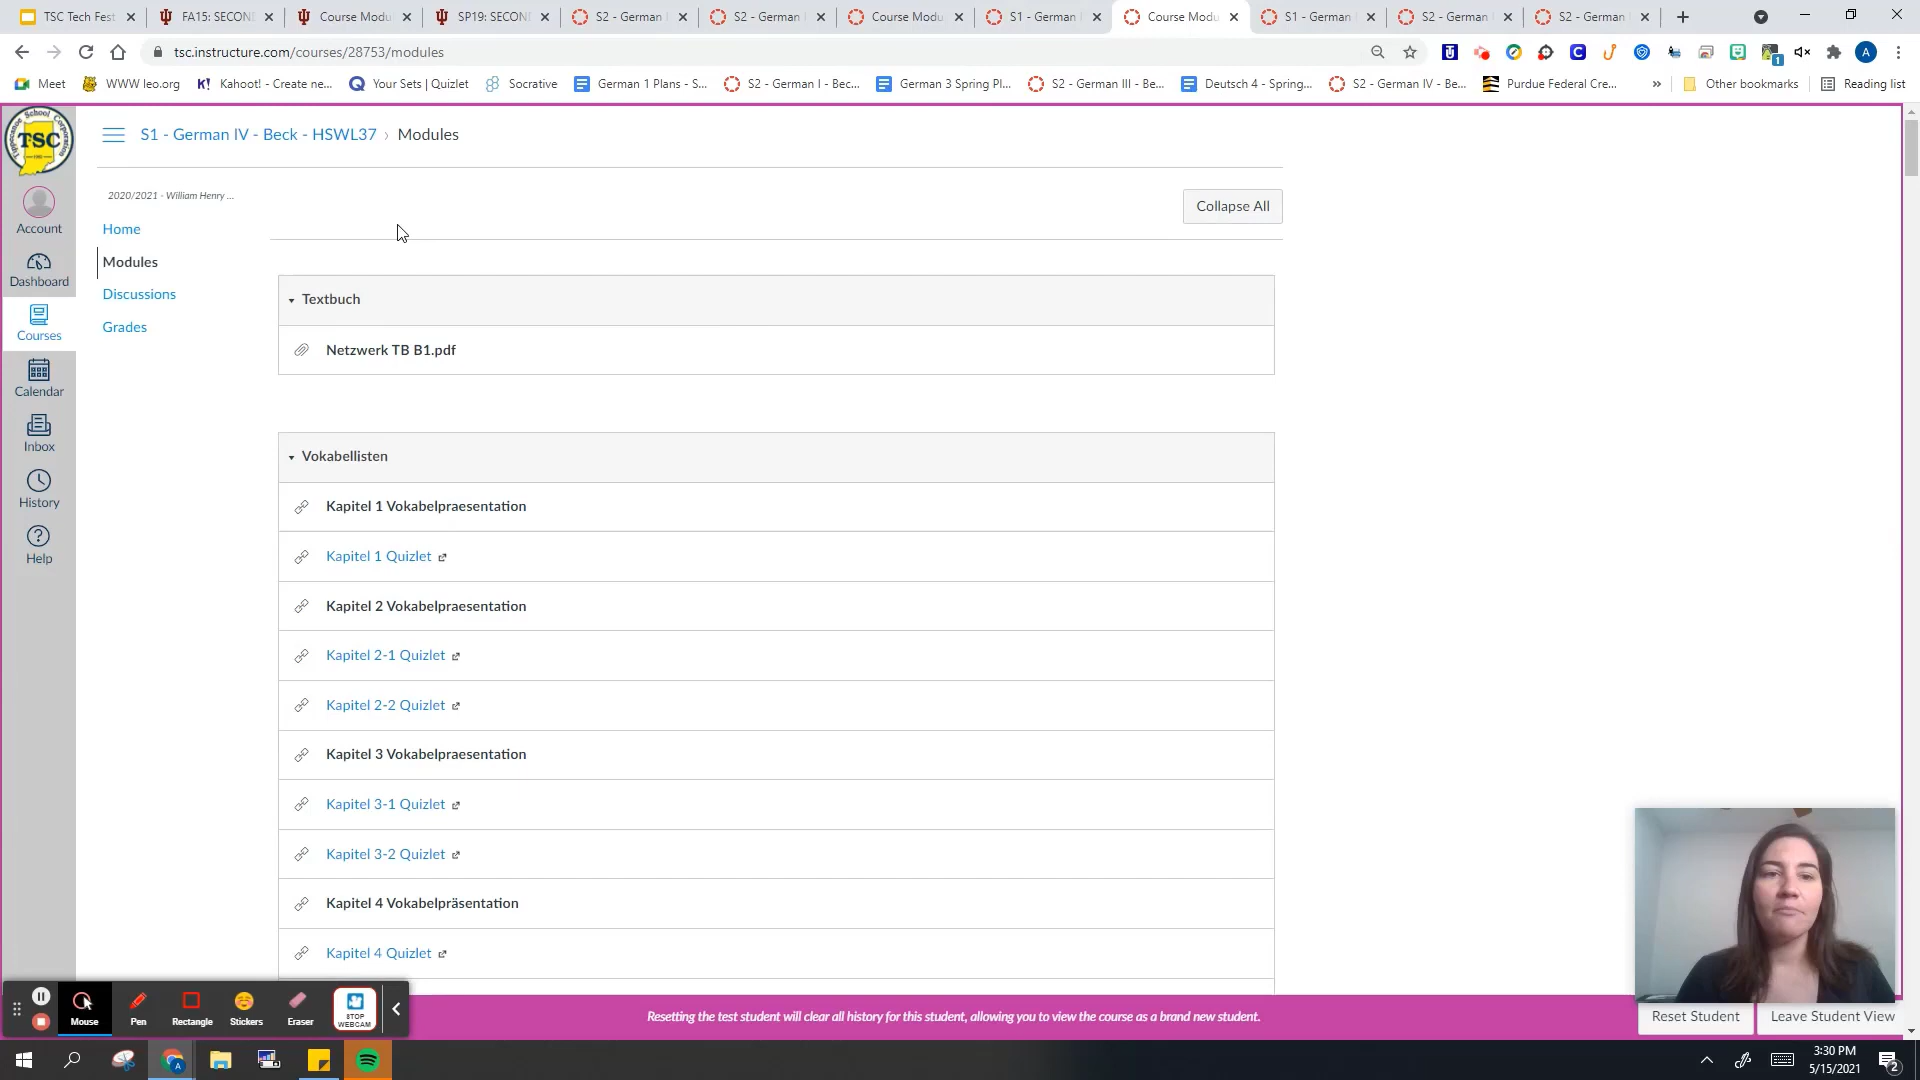 TSC Tech Fest
FA15: SECON
Course Modu
SP19: SECON
S2 - German
S2 - German
Course Modu
S1 - German
Course Modu
S1 - German
S2 - German
S2 - German
tsc.instructure.com/courses/28753/modules
Meet
WWW leo.org
Kahoot! - Create ne...
Your Sets | Quizlet
Socrative
German 1 Plans - S...
S2 - German I - Bec...
German 3 Spring Pl...
S2 - German III - Be...
Deutsch 4 - Spring...
S2 - German IV - Be...
Purdue Federal Cre...
»
Other bookmarks
Reading list
TSC
S1 - German IV - Beck - HSWL37 › Modules
2020/2021 - William Henry ...
Collapse All
Account
Dashboard
Courses
Calendar
Inbox
History
Help
Home
Modules
Discussions
Grades
Textbuch
Netzwerk TB B1.pdf
Vokabellisten
Kapitel 1 Vokabelpraesentation
Kapitel 1 Quizlet
Kapitel 2 Vokabelpraesentation
Kapitel 2-1 Quizlet
Kapitel 2-2 Quizlet
Kapitel 3 Vokabelpraesentation
Kapitel 3-1 Quizlet
Kapitel 3-2 Quizlet
Kapitel 4 Vokabelpräsentation
Kapitel 4 Quizlet
Mouse
Pen
Rectangle
Stickers
Eraser
STOP
WEBCAM
Resetting the test student will clear all history for this student, allowing you to view the course as a brand new student.
Reset Student
Leave Student View
3:30 PM
5/15/2021
2